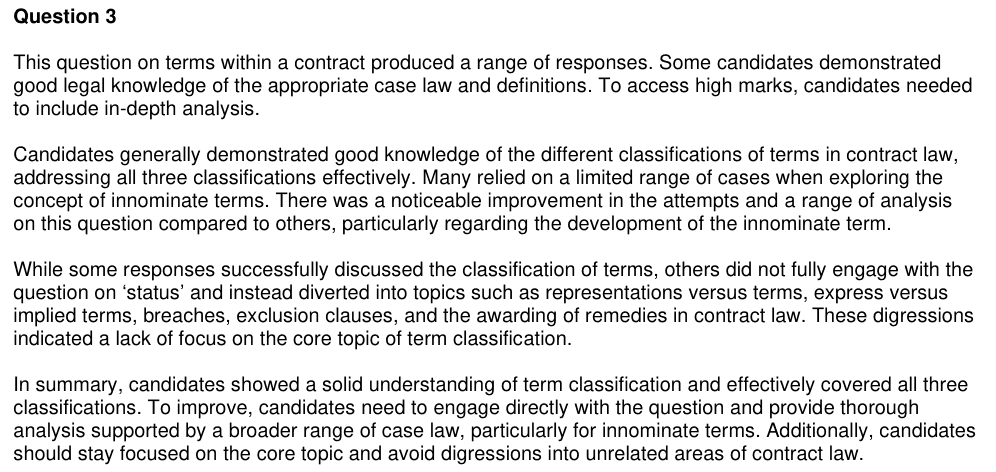 Question 3
This question on terms within a contract produced a range of responses. Some candidates demonstrated
good legal knowledge of the appropriate case law and definitions. To access high marks, candidates needed
to include in-depth analysis.
Candidates generally demonstrated good knowledge of the different classifications of terms in contract law,
addressing all three classifications effectively. Many relied on a limited range of cases when exploring the
concept of innominate terms. There was a noticeable improvement in the attempts and a range of analysis
on this question compared to others, particularly regarding the development of the innominate term.
While some responses successfully discussed the classification of terms, others did not fully engage with the
question on ‘status’ and instead diverted into topics such as representations versus terms, express versus
implied terms, breaches, exclusion clauses, and the awarding of remedies in contract law. These digressions
indicated a lack of focus on the core topic of term classification.
In summary, candidates showed a solid understanding of term classification and effectively covered all three
classifications. To improve, candidates need to engage directly with the question and provide thorough
analysis supported by a broader range of case law, particularly for innominate terms. Additionally, candidates
should stay focused on the core topic and avoid digressions into unrelated areas of contract law.